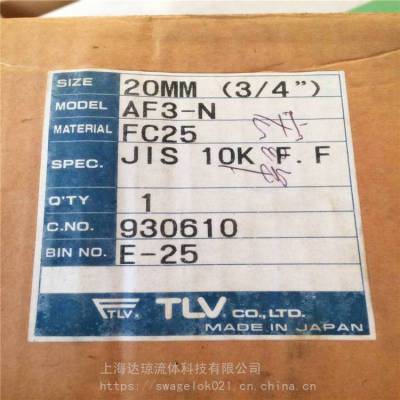 SIZE 20MM (3/4")
MODEL AF3-N
MATERIAL FC25
SPEC. JIS 10K F.F
Q'TY 1
C.NO. 930610
BIN NO. E-25
TLV. TLV CO.,LTD.
MADE IN JAPAN
上海达琼流体科技有限公司
https://swagelok021.cn.china.cn